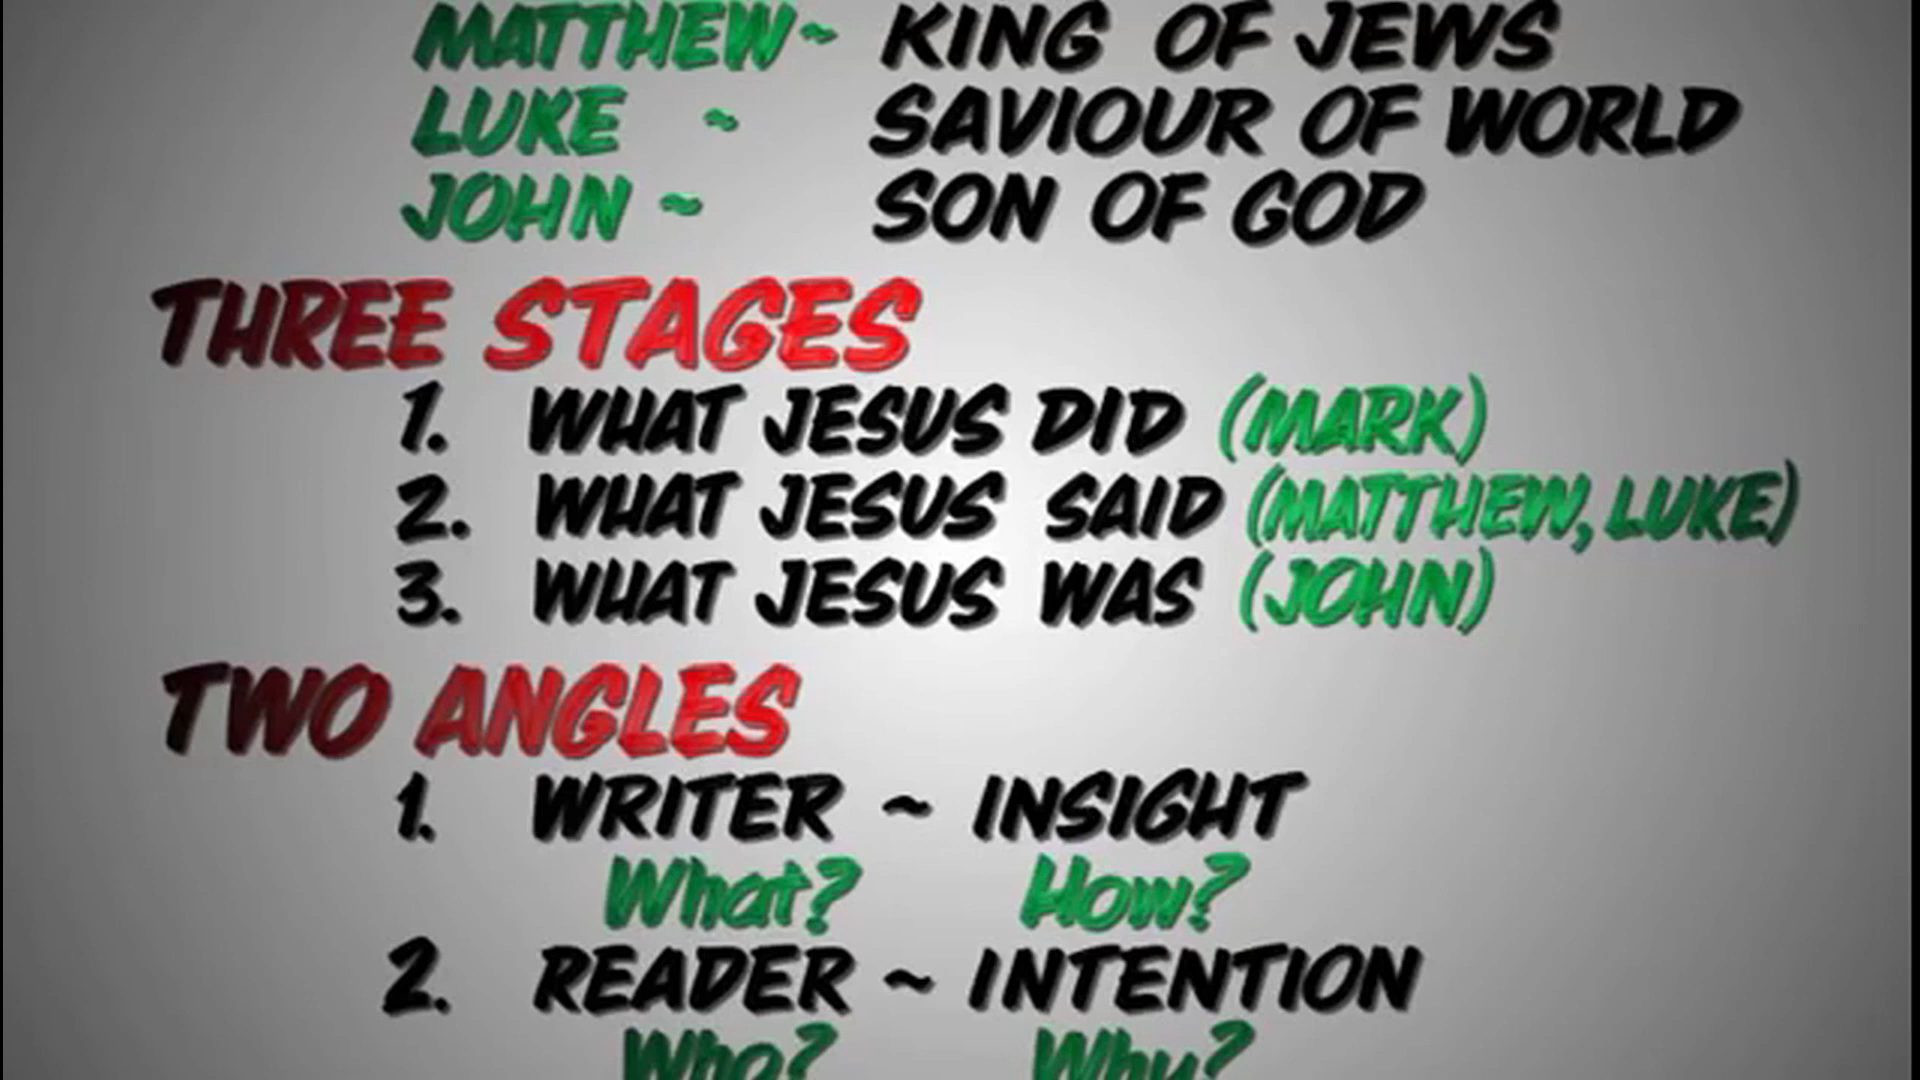 MATTHEW~ KING OF JEWS
LUKE ~ SAVIOUR OF WORLD
JOHN ~ SON OF GOD
THREE STAGES
1. WHAT JESUS DID (MARK)
2. WHAT JESUS SAID (MATTHEW, LUKE)
3. WHAT JESUS WAS (JOHN)
TWO ANGLES
1. WRITER ~ INSIGHT
What? How?
2. READER ~ INTENTION
Who? Why?